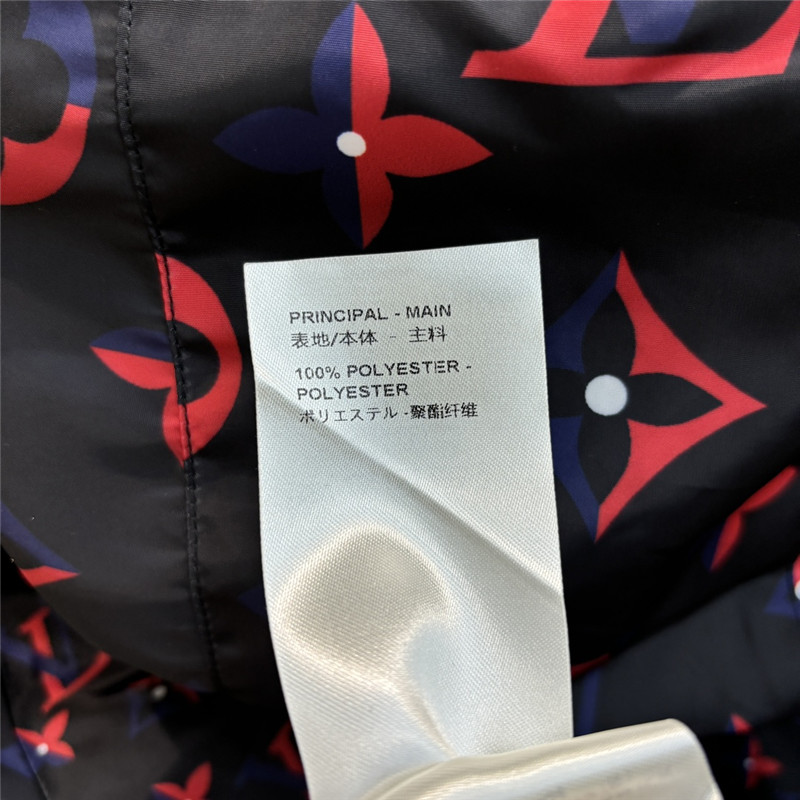 PRINCIPAL - MAIN
表地/本体 - 主料
100% POLYESTER -
POLYESTER
ポリエステル -聚酯纤维